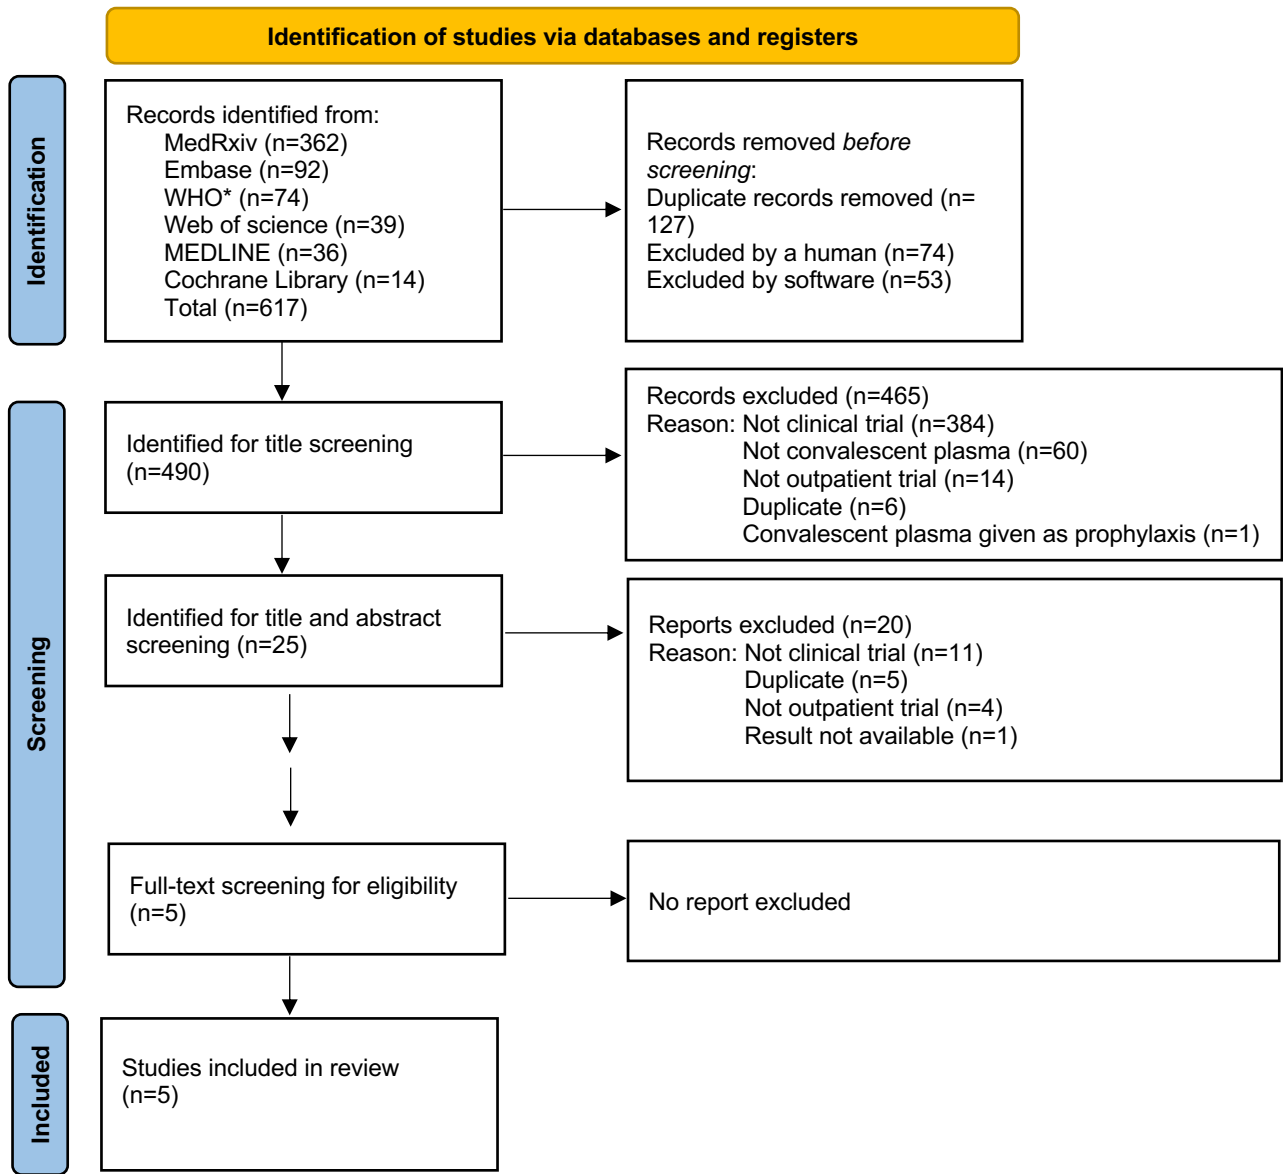 Identification of studies via databases and registers
Identification
Records identified from:
MedRxiv (n=362)
Embase (n=92)
WHO* (n=74)
Web of science (n=39)
MEDLINE (n=36)
Cochrane Library (n=14)
Total (n=617)
Records removed before
screening:
Duplicate records removed (n=
127)
Excluded by a human (n=74)
Excluded by software (n=53)
Screening
Identified for title screening
(n=490)
Records excluded (n=465)
Reason: Not clinical trial (n=384)
Not convalescent plasma (n=60)
Not outpatient trial (n=14)
Duplicate (n=6)
Convalescent plasma given as prophylaxis (n=1)
Identified for title and abstract
screening (n=25)
Reports excluded (n=20)
Reason: Not clinical trial (n=11)
Duplicate (n=5)
Not outpatient trial (n=4)
Result not available (n=1)
Full-text screening for eligibility
(n=5)
No report excluded
Included
Studies included in review
(n=5)